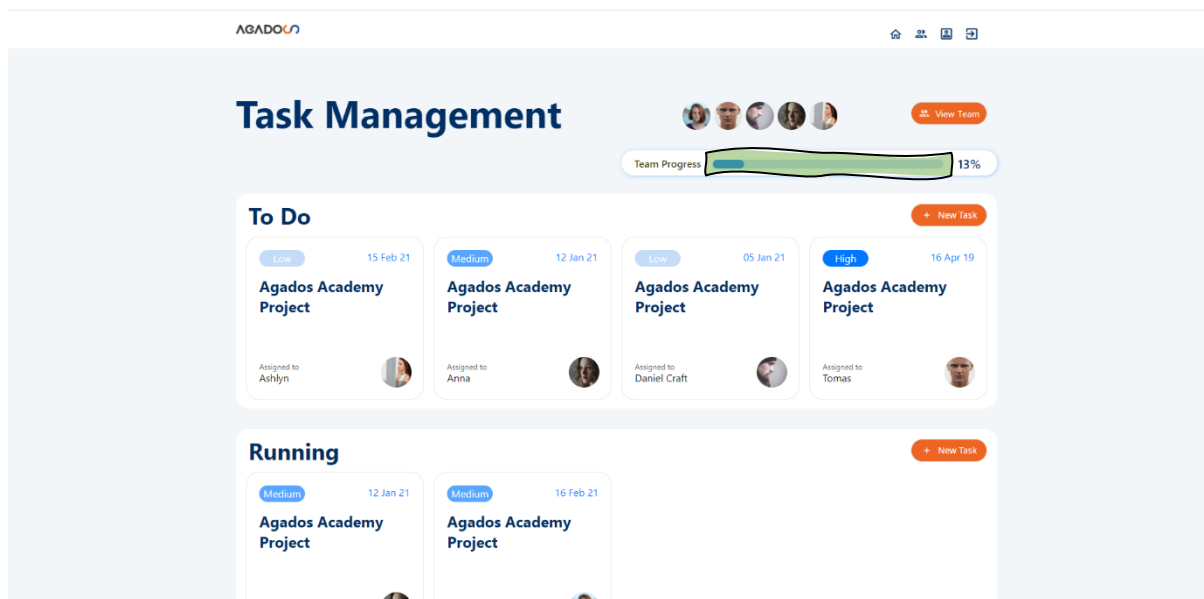 AGADOS
Task Management
View Team
Team Progress 13%
To Do
+ New Task
Low 15 Feb 21
Agados Academy
Project
Assigned to
Ashlyn
Medium 12 Jan 21
Agados Academy
Project
Assigned to
Anna
Low 05 Jan 21
Agados Academy
Project
Assigned to
Daniel Craft
High 16 Apr 19
Agados Academy
Project
Assigned to
Tomas
Running
+ New Task
Medium 12 Jan 21
Agados Academy
Project
Medium 16 Feb 21
Agados Academy
Project